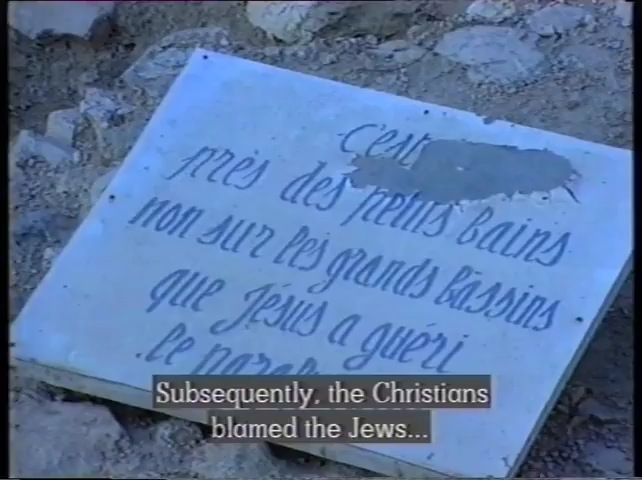 c'est
près des petits bains
non sur les grands bassins
que Jésus a guéri
le
Subsequently, the Christians
blamed the Jews...